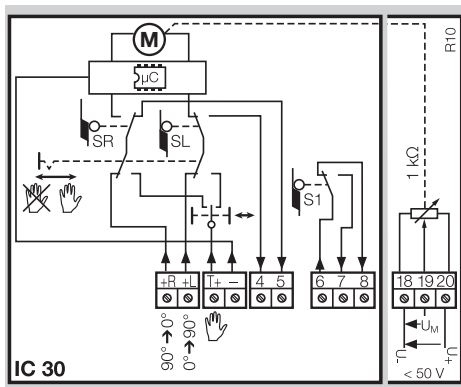 M
µC
R10
SR
SL
1 kΩ
S1
+R +L T+ − 4 5 6 7 8 18 19 20
90°→0°
0°→90°
U_M
U-
U+
IC 30
< 50 V